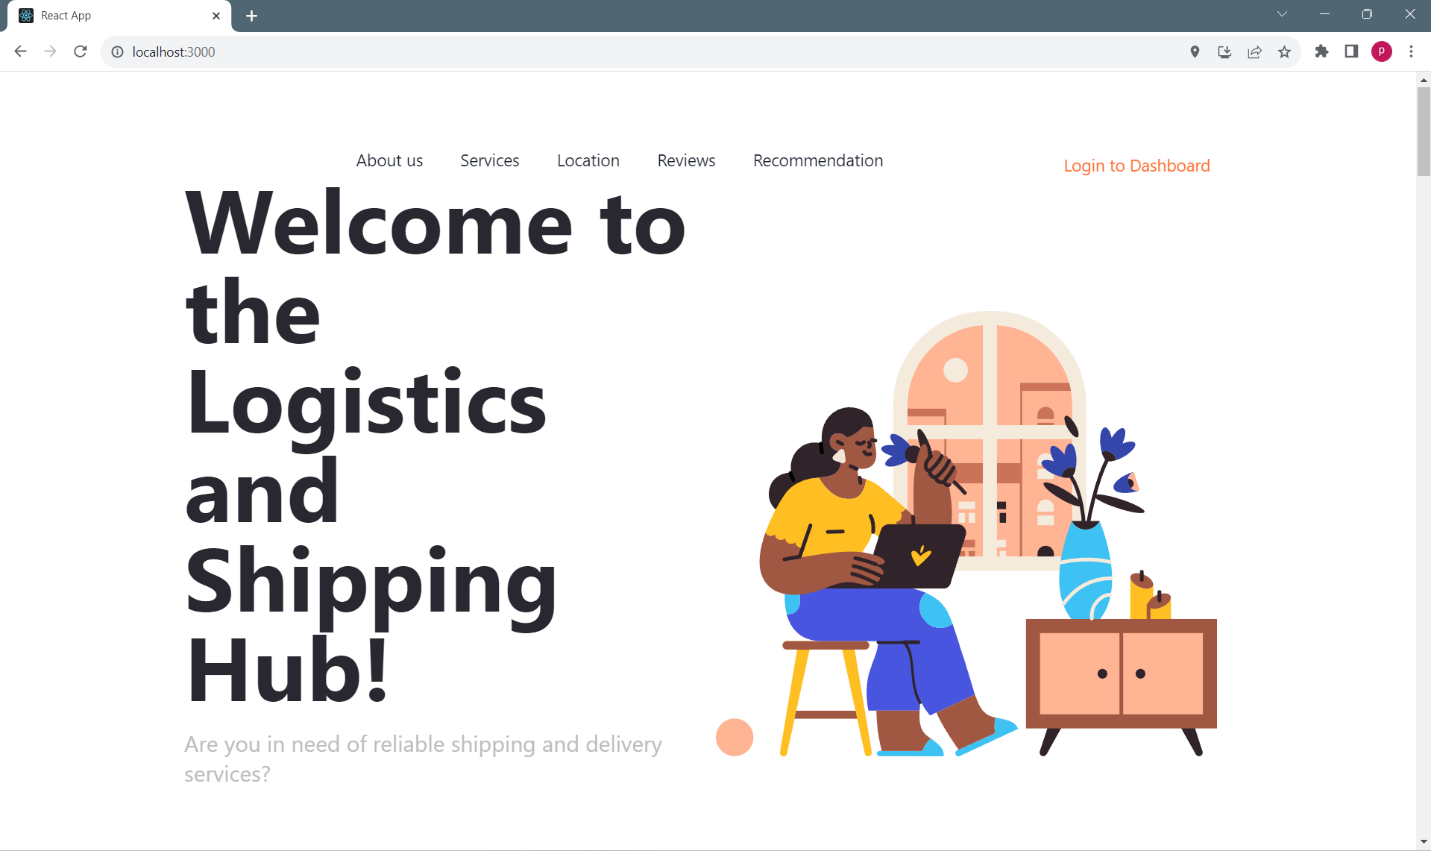 React App
localhost:3000
P
About us Services Location Reviews Recommendation
Login to Dashboard
Welcome to
the
Logistics
and
Shipping
Hub!
Are you in need of reliable shipping and delivery
services?